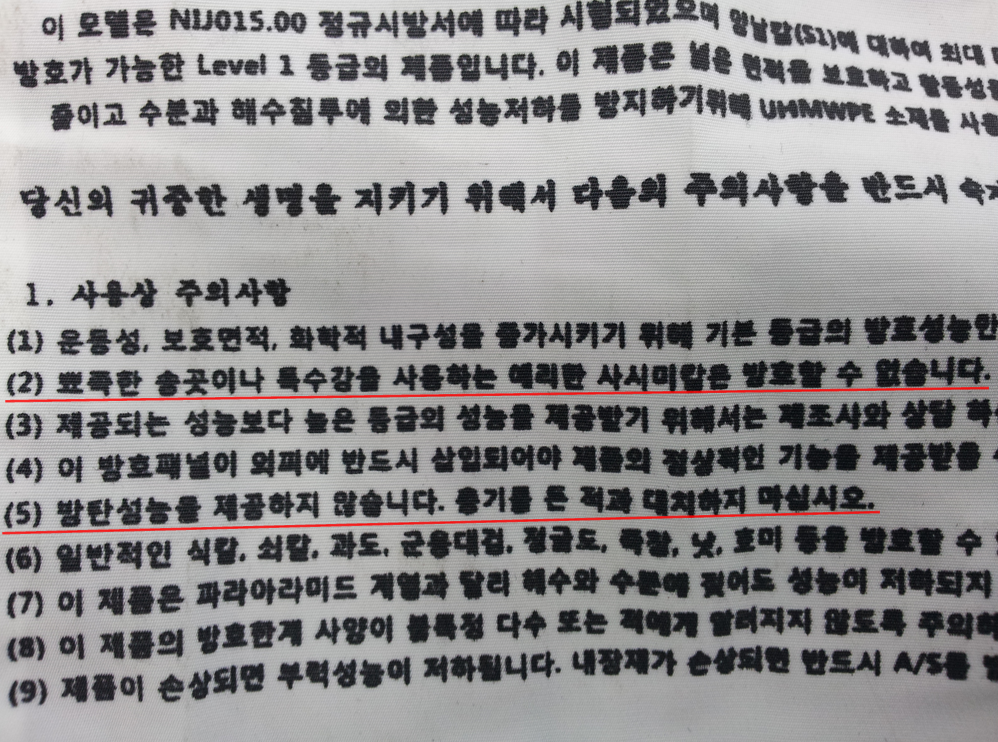 이 모델은 NIJ015.00 정규시방서에 따라 시험되었으며 양날칼(S1)에 대하여 최대
방호가 가능한 Level 1 등급의 제품입니다. 이 제품은 넓은 면적을 보호하고 활동성을
줄이고 수분과 해수침투에 의한 성능저하를 방지하기위해 UHMWPE 소재를 사용
당신의 귀중한 생명을 지키기 위해서 다음의 주의사항을 반드시 숙지
1. 사용상 주의사항
(1) 운동성, 보호면적, 화학적 내구성을 증가시키기 위해 기본 등급의 방호성능만
(2) 뾰족한 송곳이나 특수강을 사용하는 예리한 사시미칼은 방호할 수 없습니다.
(3) 제공되는 성능보다 높은 등급의 성능을 제공받기 위해서는 제조사와 상담 하
(4) 이 방호패널이 외피에 반드시 삽입되어야 제품의 정상적인 기능을 제공받을
(5) 방탄성능을 제공하지 않습니다. 총기를 든 적과 대치하지 마십시오.
(6) 일반적인 식칼, 쇠칼, 과도, 군용대검, 정글도, 죽창, 낫, 호미 등을 방호할 수
(7) 이 제품은 파라아라미드 계열과 달리 해수와 수분에 젖어도 성능이 저하되지
(8) 이 제품의 방호한계 사양이 불특정 다수 또는 적에게 알려지지 않도록 주의하
(9) 제품이 손상되면 부력성능이 저하됩니다. 내장재가 손상되면 반드시 A/S를